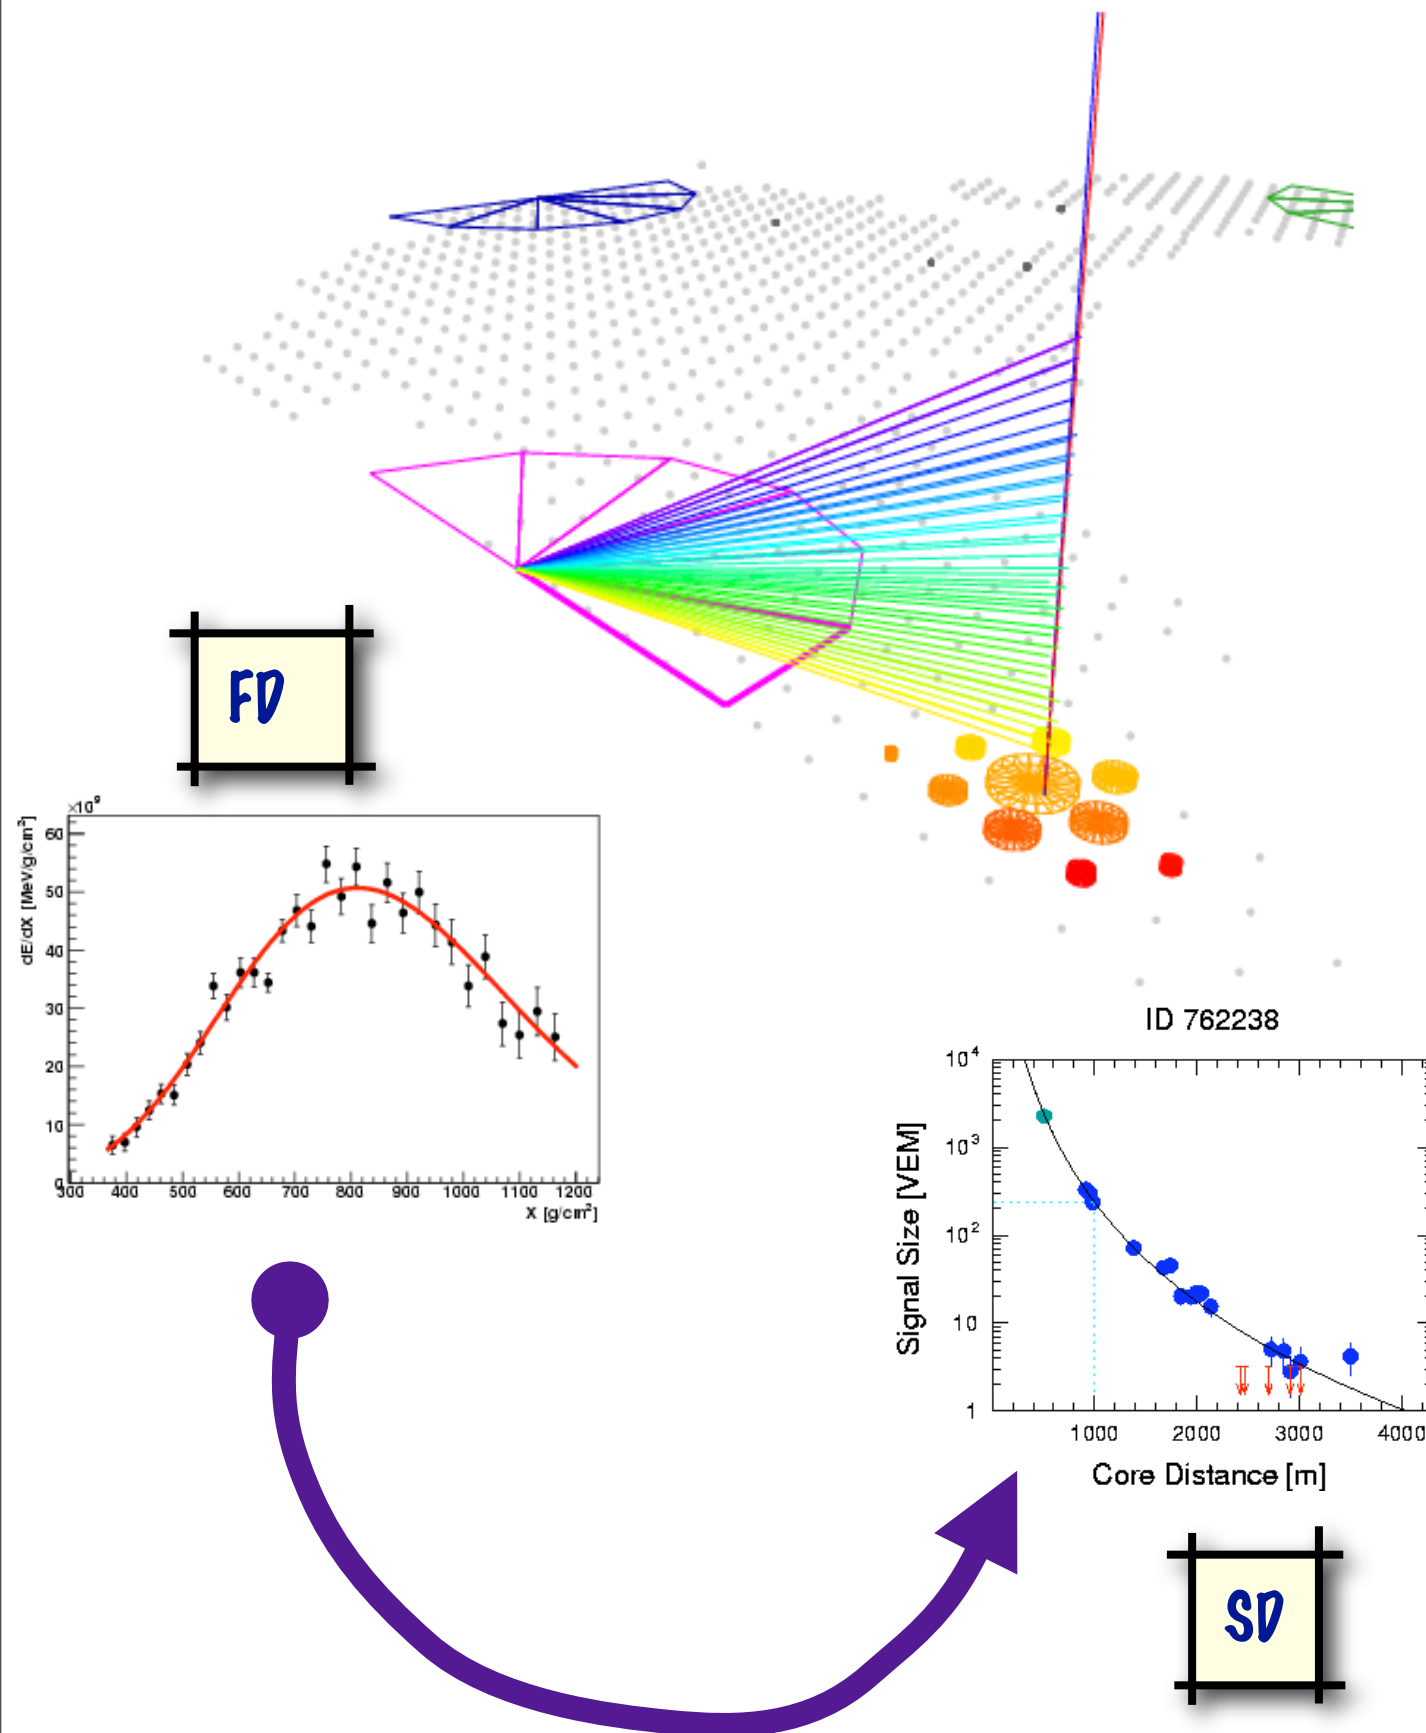 FD
×10⁹
dE/dX [MeV/g/cm²]
60
50
40
30
20
10
0
300 400 500 600 700 800 900 1000 1100 1200
X [g/cm²]
ID 762238
Signal Size [VEM]
10⁴
10³
10²
10
1
1000 2000 3000 4000
Core Distance [m]
SD